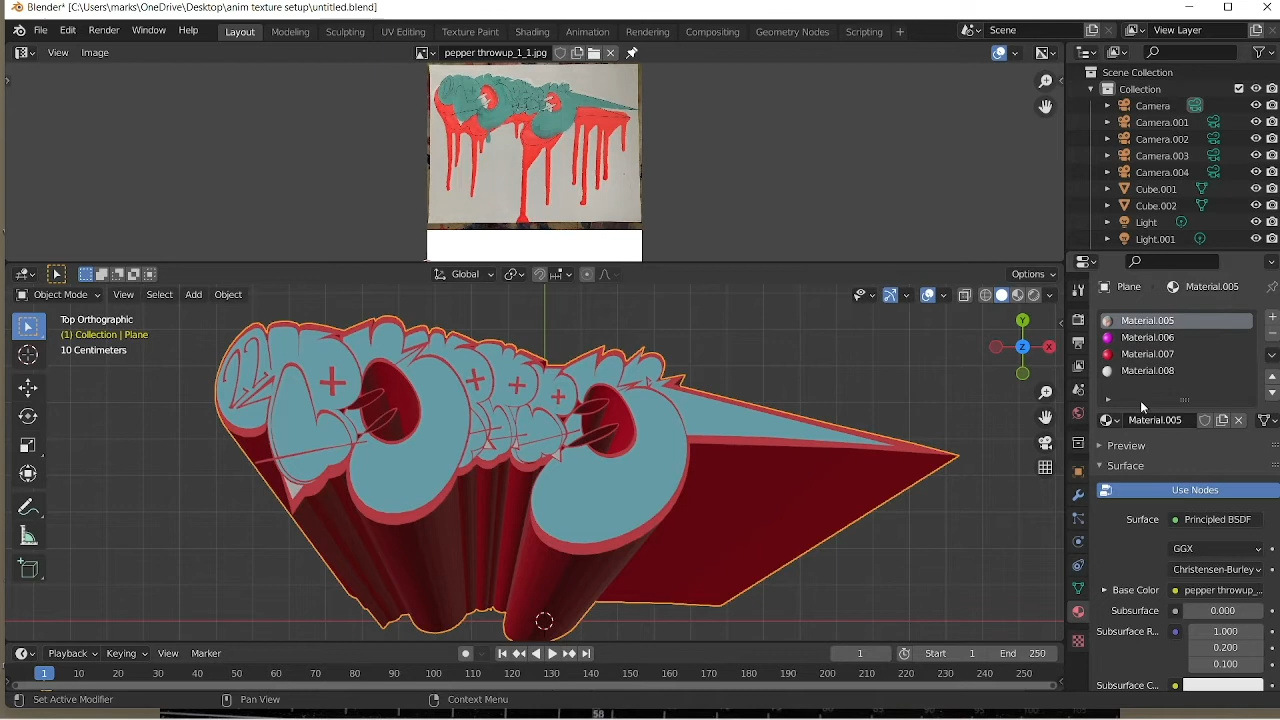 Blender* [C:\Users\marks\OneDrive\Desktop\anim texture setup\untitled.blend]
File Edit Render Window Help Layout Modeling Sculpting UV Editing Texture Paint Shading Animation Rendering Compositing Geometry Nodes Scripting + Scene View Layer
View Image pepper throwup_1_1.jpg
Scene Collection
Collection
Camera
Camera.001
Camera.002
Camera.003
Camera.004
Cube.001
Cube.002
Light
Light.001
Global Options
Object Mode View Select Add Object
Top Orthographic
(1) Collection | Plane
10 Centimeters
Y
Z
X
Plane Material.005
Material.005
Material.006
Material.007
Material.008
Material.005
Preview
Surface
Use Nodes
Surface Principled BSDF
GGX
Christensen-Burley
Base Color pepper throwup_...
Subsurface 0.000
Subsurface R... 1.000
0.200
0.100
Subsurface C...
Playback Keying View Marker 1 Start 1 End 250
1 10 20 30 40 50 60 70 80 90 100 110 120 130 140 150 160 170 180 190 200 210 220 230 240 250
Set Active Modifier Pan View Context Menu
58